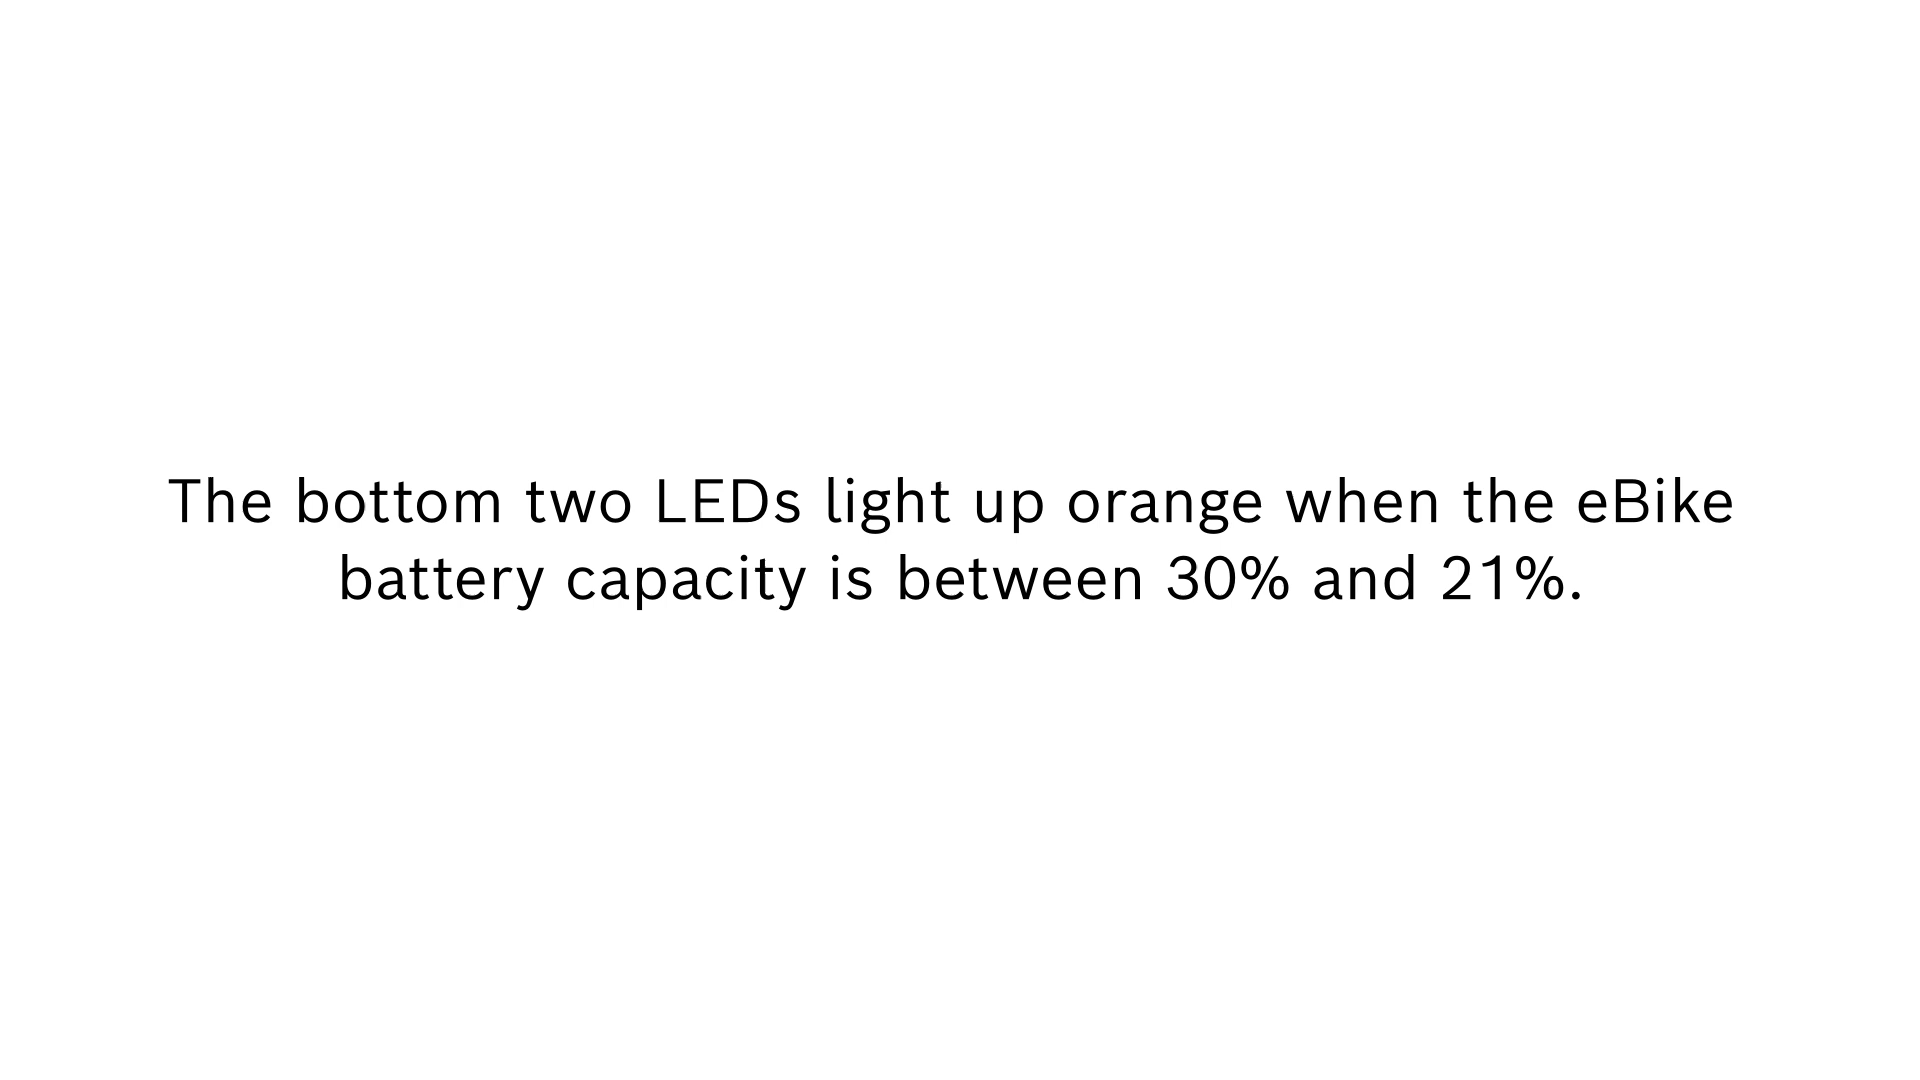 The bottom two LEDs light up orange when the eBike
battery capacity is between 30% and 21%.